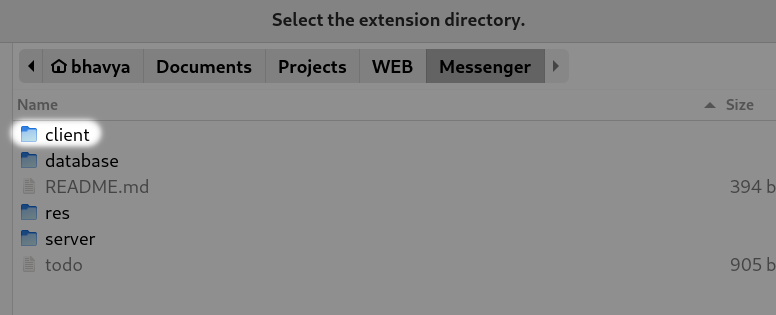 Select the extension directory.
bhavya Documents Projects WEB Messenger
Name Size
client
database
README.md 394 b
res
server
todo 905 b